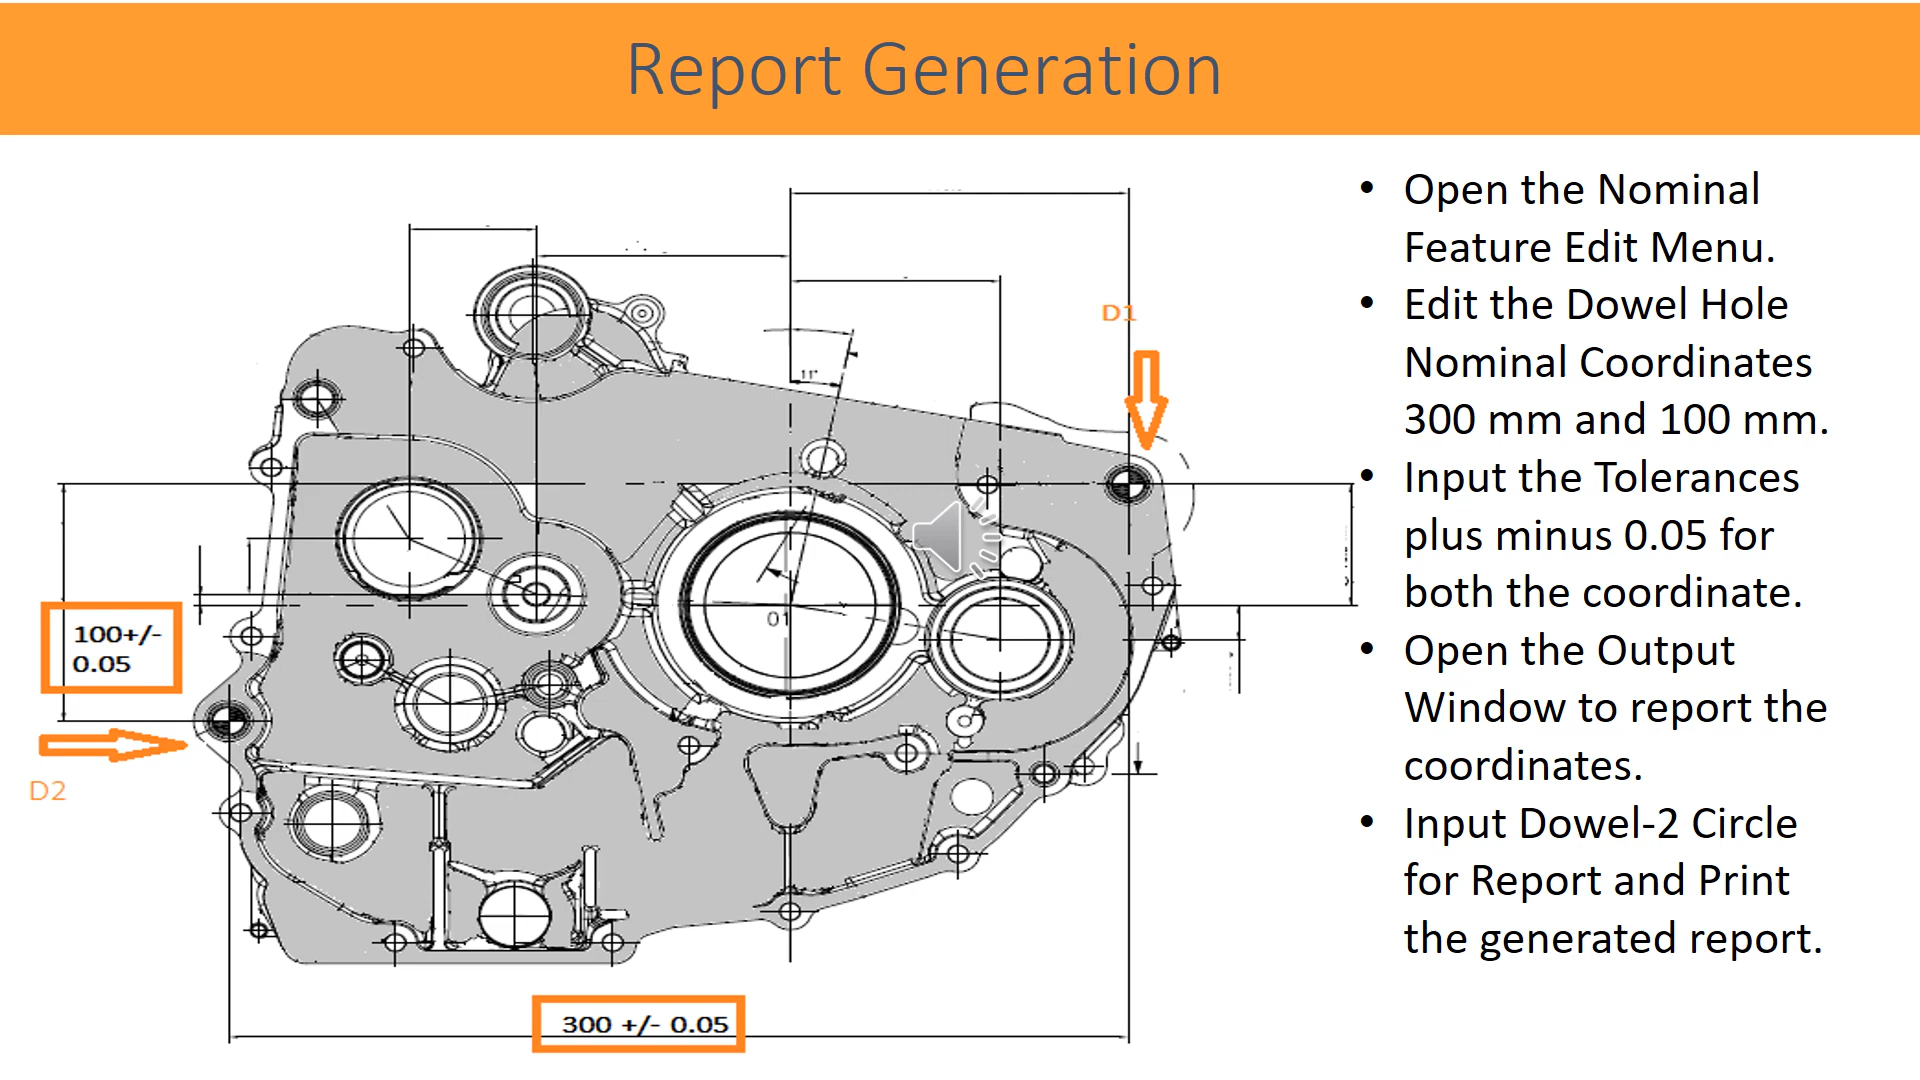 Report Generation
• Open the Nominal
Feature Edit Menu.
• Edit the Dowel Hole
Nominal Coordinates
300 mm and 100 mm.
• Input the Tolerances
plus minus 0.05 for
both the coordinate.
• Open the Output
Window to report the
coordinates.
• Input Dowel-2 Circle
for Report and Print
the generated report.
D1
11°
01
100+/-
0.05
D2
300 +/- 0.05